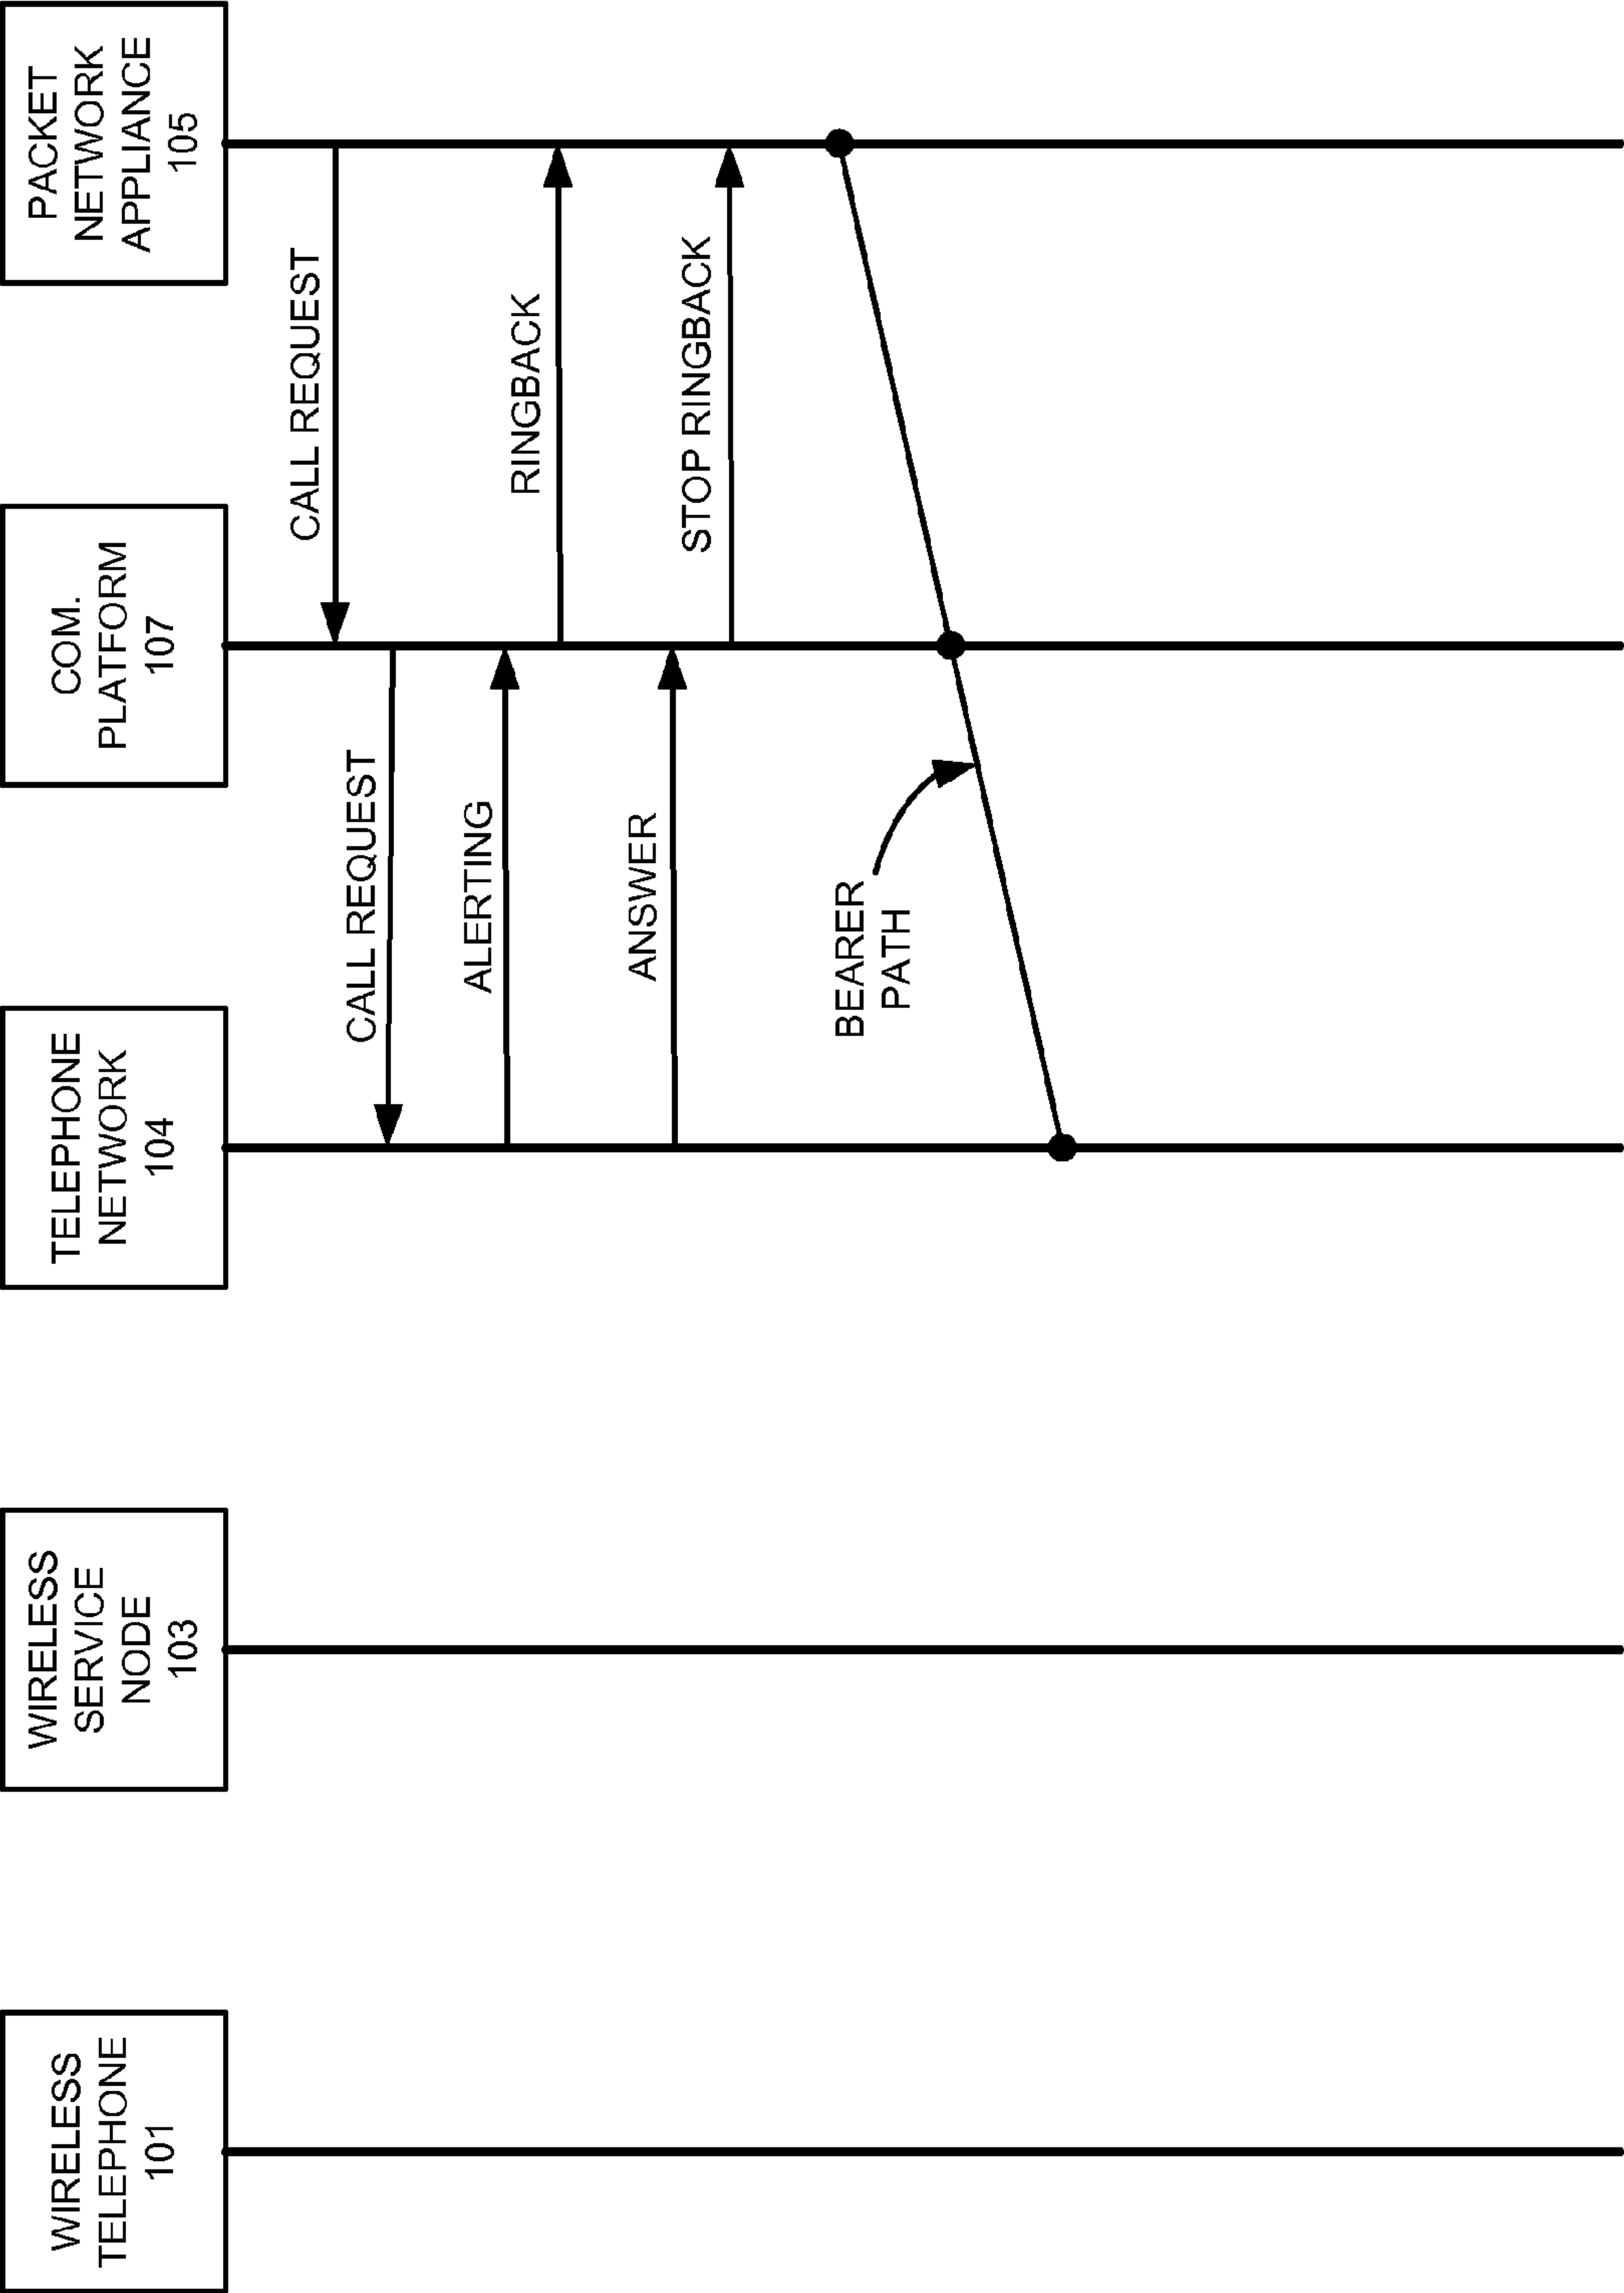 WIRELESS
TELEPHONE
101
WIRELESS
SERVICE
NODE
103
TELEPHONE
NETWORK
104
COM.
PLATFORM
107
PACKET
NETWORK
APPLIANCE
105
CALL REQUEST
CALL REQUEST
ALERTING
RINGBACK
ANSWER
STOP RINGBACK
BEARER
PATH